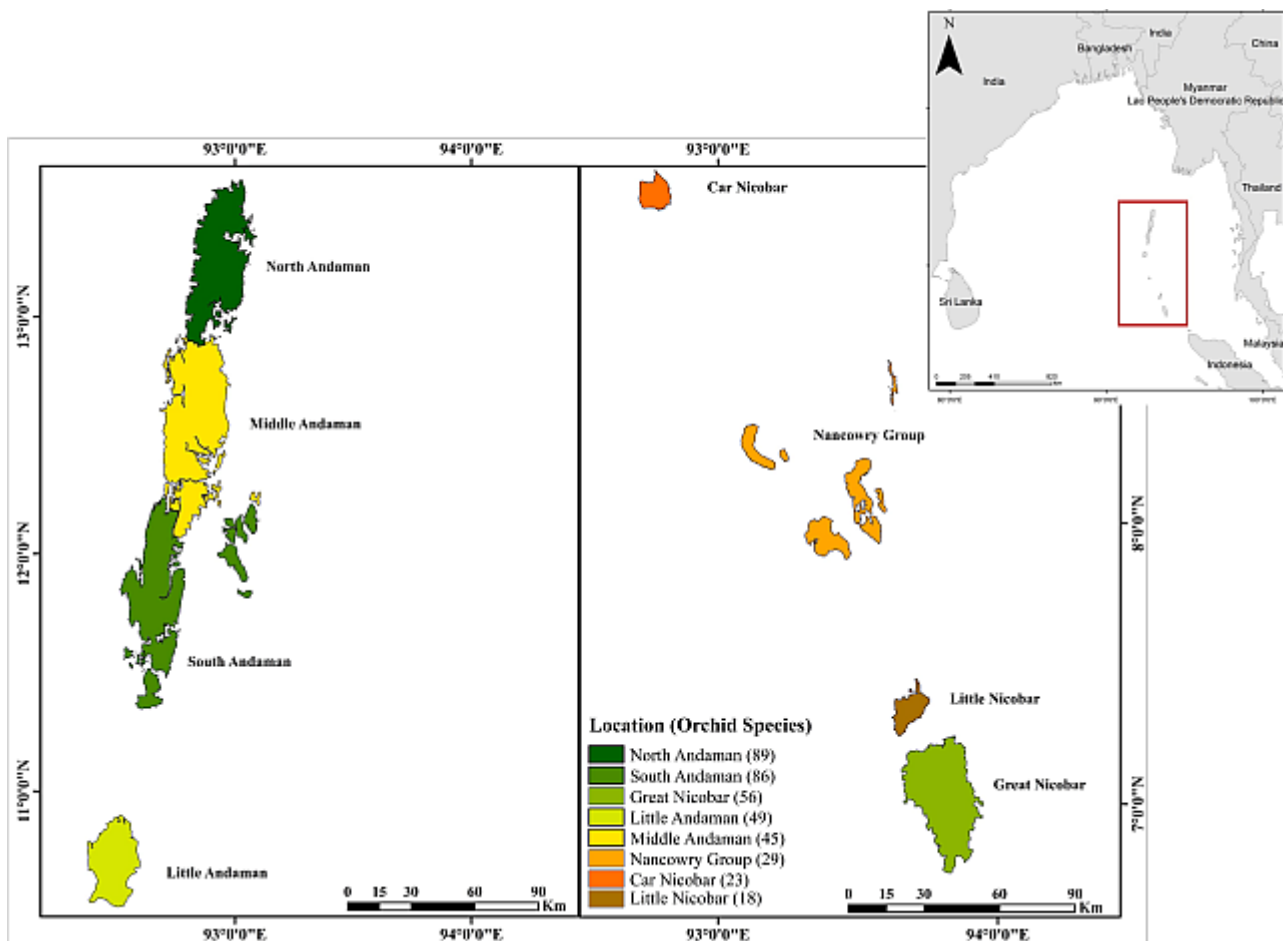 N
India
Bangladesh
India
China
Myanmar
Lao People's Democratic Republic
Thailand
Sri Lanka
Malaysia
Indonesia
93°0'0"E
94°0'0"E
93°0'0"E
13°0'0"N
12°0'0"N
11°0'0"N
North Andaman
Middle Andaman
South Andaman
Little Andaman
0 15 30 60 90
Km
93°0'0"E
94°0'0"E
Car Nicobar
Nancowry Group
Little Nicobar
Great Nicobar
8°0'0"N
7°0'0"N
Location (Orchid Species)
North Andaman (89)
South Andaman (86)
Great Nicobar (56)
Little Andaman (49)
Middle Andaman (45)
Nancowry Group (29)
Car Nicobar (23)
Little Nicobar (18)
0 15 30 60 90
Km
93°0'0"E
94°0'0"E